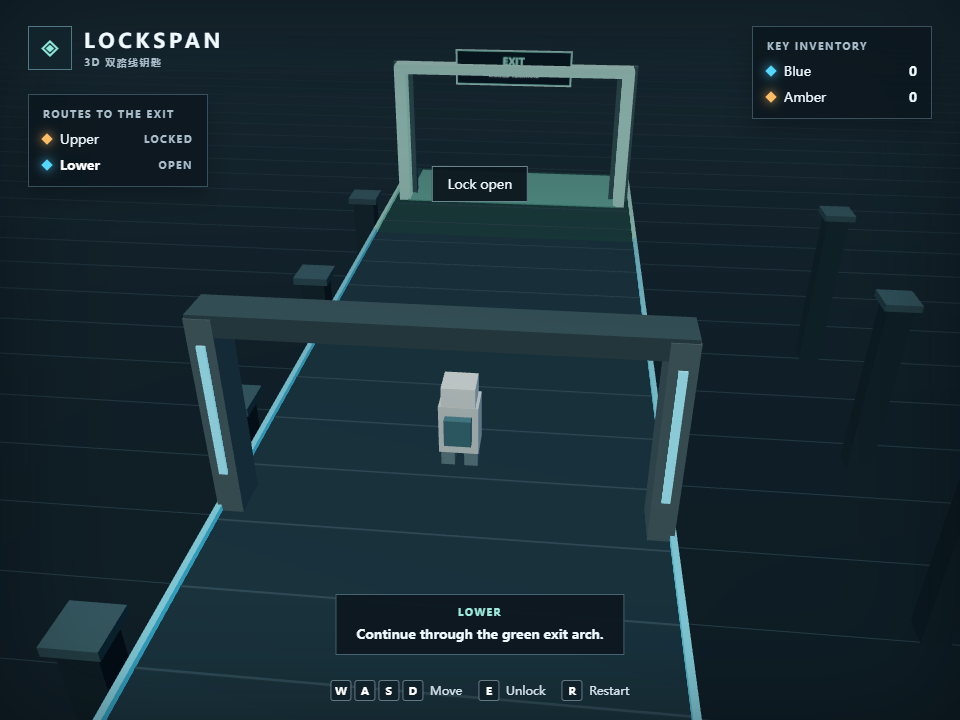 LOCKSPAN
3D 双路线钥匙
ROUTES TO THE EXIT
Upper LOCKED
Lower OPEN
KEY INVENTORY
Blue 0
Amber 0
EXIT
Lock open
LOWER
Continue through the green exit arch.
W A S D Move E Unlock R Restart